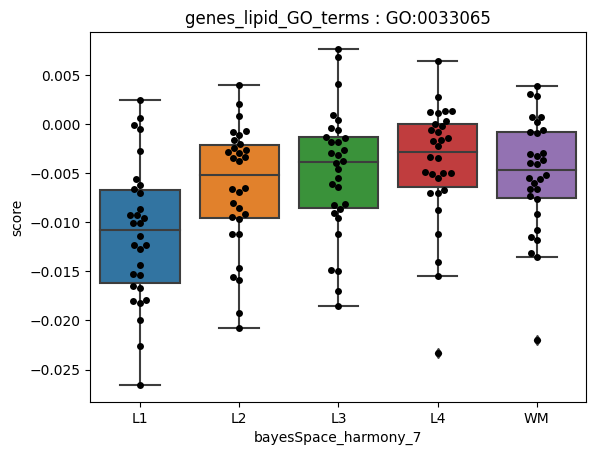 genes_lipid_GO_terms : GO:0033065
0.005
0.000
−0.005
−0.010
−0.015
−0.020
−0.025
score
L1 L2 L3 L4 WM
bayesSpace_harmony_7